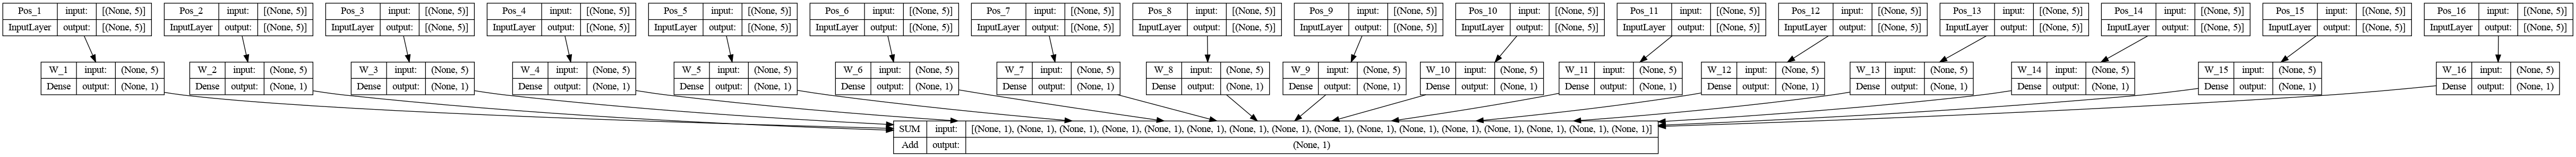 Pos_1 input: [(None, 5)] Pos_2 input: [(None, 5)] Pos_3 input: [(None, 5)] Pos_4 input: [(None, 5)] Pos_5 input: [(None, 5)] Pos_6 input: [(None, 5)] Pos_7 input: [(None, 5)] Pos_8 input: [(None, 5)] Pos_9 input: [(None, 5)] Pos_10 input: [(None, 5)] Pos_11 input: [(None, 5)] Pos_12 input: [(None, 5)] Pos_13 input: [(None, 5)] Pos_14 input: [(None, 5)] Pos_15 input: [(None, 5)] Pos_16 input: [(None, 5)]
InputLayer output: [(None, 5)] InputLayer output: [(None, 5)] InputLayer output: [(None, 5)] InputLayer output: [(None, 5)] InputLayer output: [(None, 5)] InputLayer output: [(None, 5)] InputLayer output: [(None, 5)] InputLayer output: [(None, 5)] InputLayer output: [(None, 5)] InputLayer output: [(None, 5)] InputLayer output: [(None, 5)] InputLayer output: [(None, 5)] InputLayer output: [(None, 5)] InputLayer output: [(None, 5)] InputLayer output: [(None, 5)] InputLayer output: [(None, 5)]
W_1 input: (None, 5) W_2 input: (None, 5) W_3 input: (None, 5) W_4 input: (None, 5) W_5 input: (None, 5) W_6 input: (None, 5) W_7 input: (None, 5) W_8 input: (None, 5) W_9 input: (None, 5) W_10 input: (None, 5) W_11 input: (None, 5) W_12 input: (None, 5) W_13 input: (None, 5) W_14 input: (None, 5) W_15 input: (None, 5) W_16 input: (None, 5)
Dense output: (None, 1) Dense output: (None, 1) Dense output: (None, 1) Dense output: (None, 1) Dense output: (None, 1) Dense output: (None, 1) Dense output: (None, 1) Dense output: (None, 1) Dense output: (None, 1) Dense output: (None, 1) Dense output: (None, 1) Dense output: (None, 1) Dense output: (None, 1) Dense output: (None, 1) Dense output: (None, 1) Dense output: (None, 1)
SUM input: [(None, 1), (None, 1), (None, 1), (None, 1), (None, 1), (None, 1), (None, 1), (None, 1), (None, 1), (None, 1), (None, 1), (None, 1), (None, 1), (None, 1), (None, 1), (None, 1)]
Add output: (None, 1)